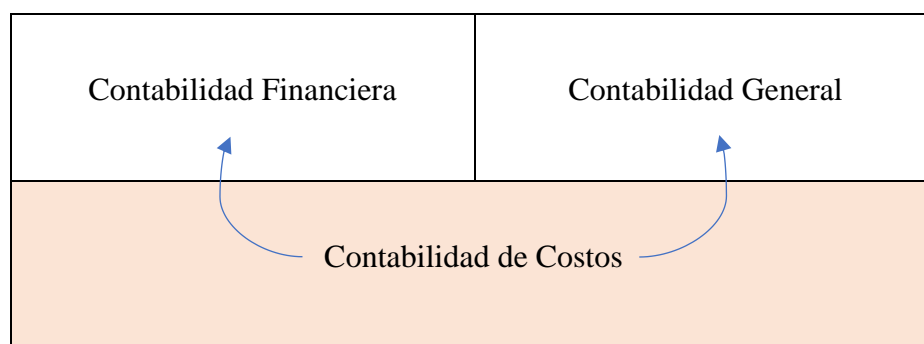 Contabilidad Financiera
Contabilidad General
Contabilidad de Costos